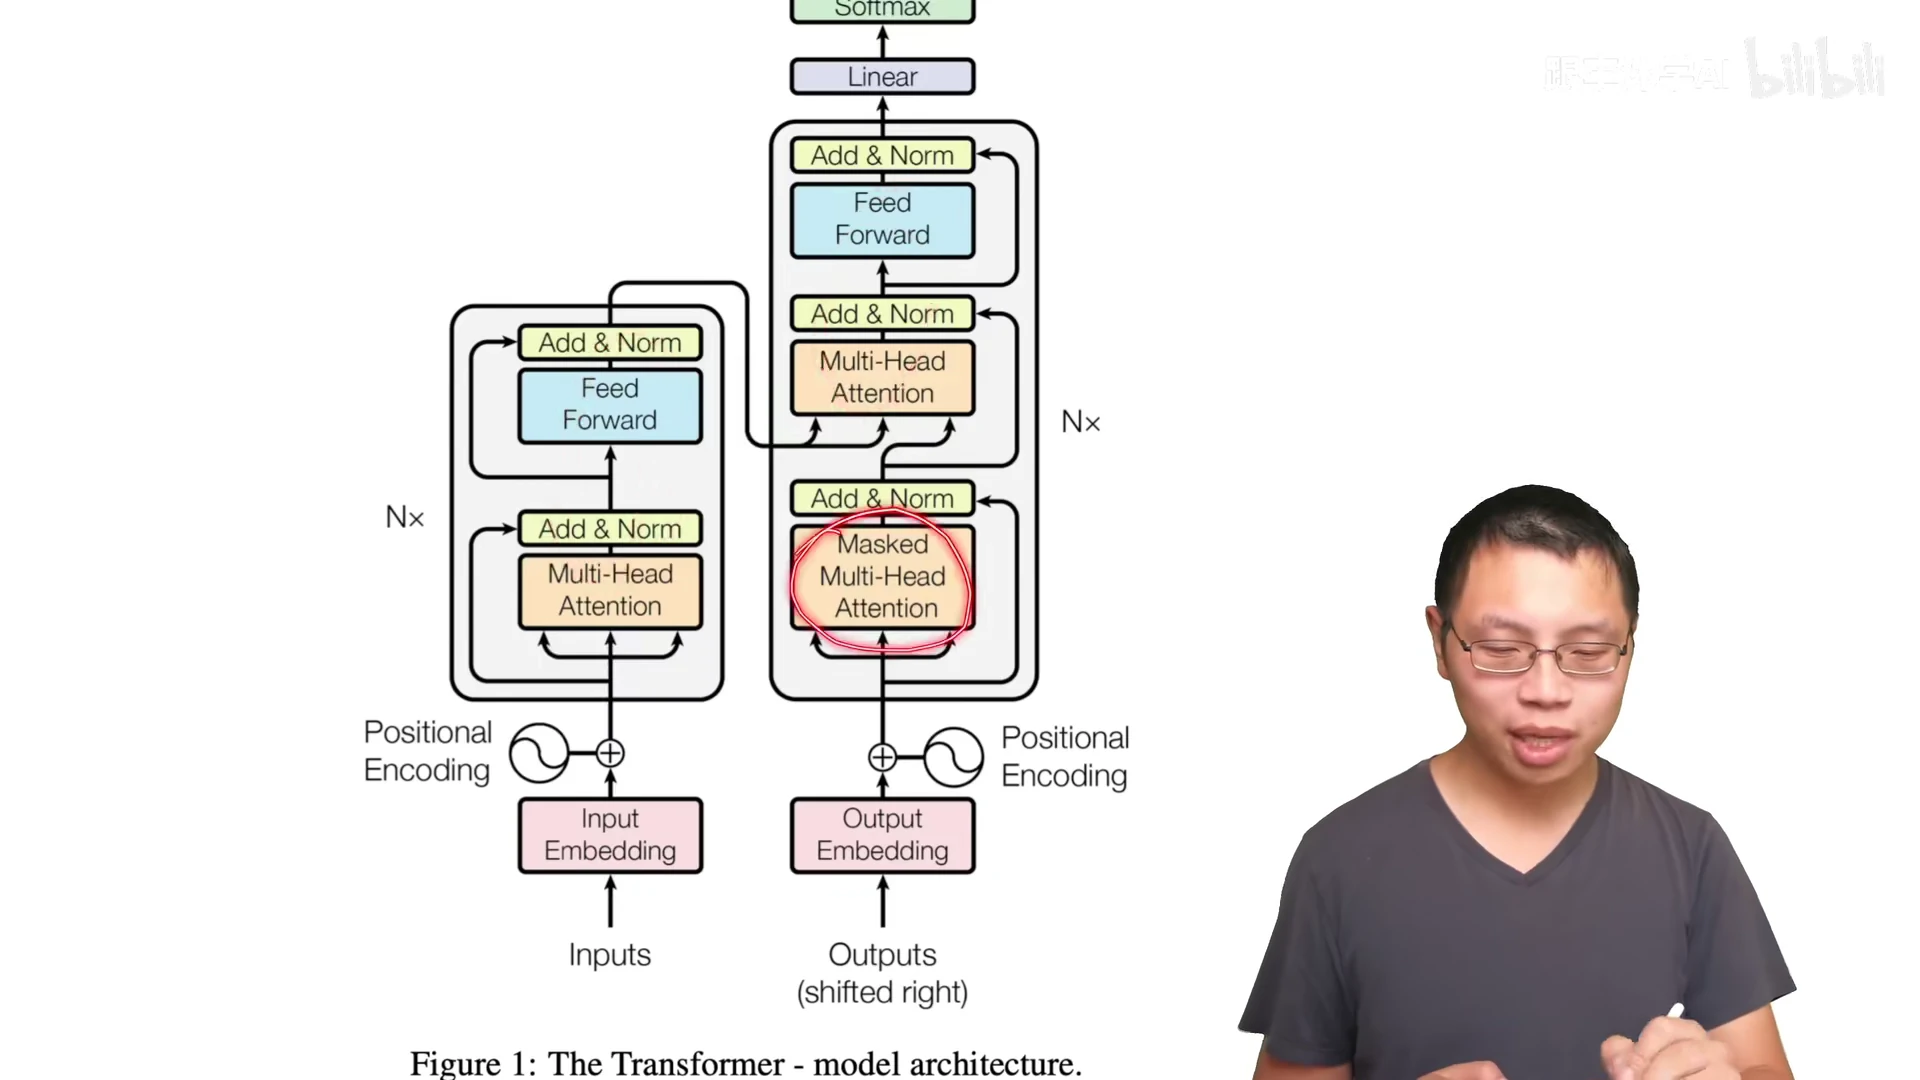 Softmax
Linear
Add & Norm
Feed
Forward
Add & Norm
Multi-Head
Attention
Nx
Add & Norm
Masked
Multi-Head
Attention
Add & Norm
Feed
Forward
Nx
Add & Norm
Multi-Head
Attention
Positional
Encoding
Positional
Encoding
Input
Embedding
Output
Embedding
Inputs
Outputs
(shifted right)
Figure 1: The Transformer - model architecture.
bilibili